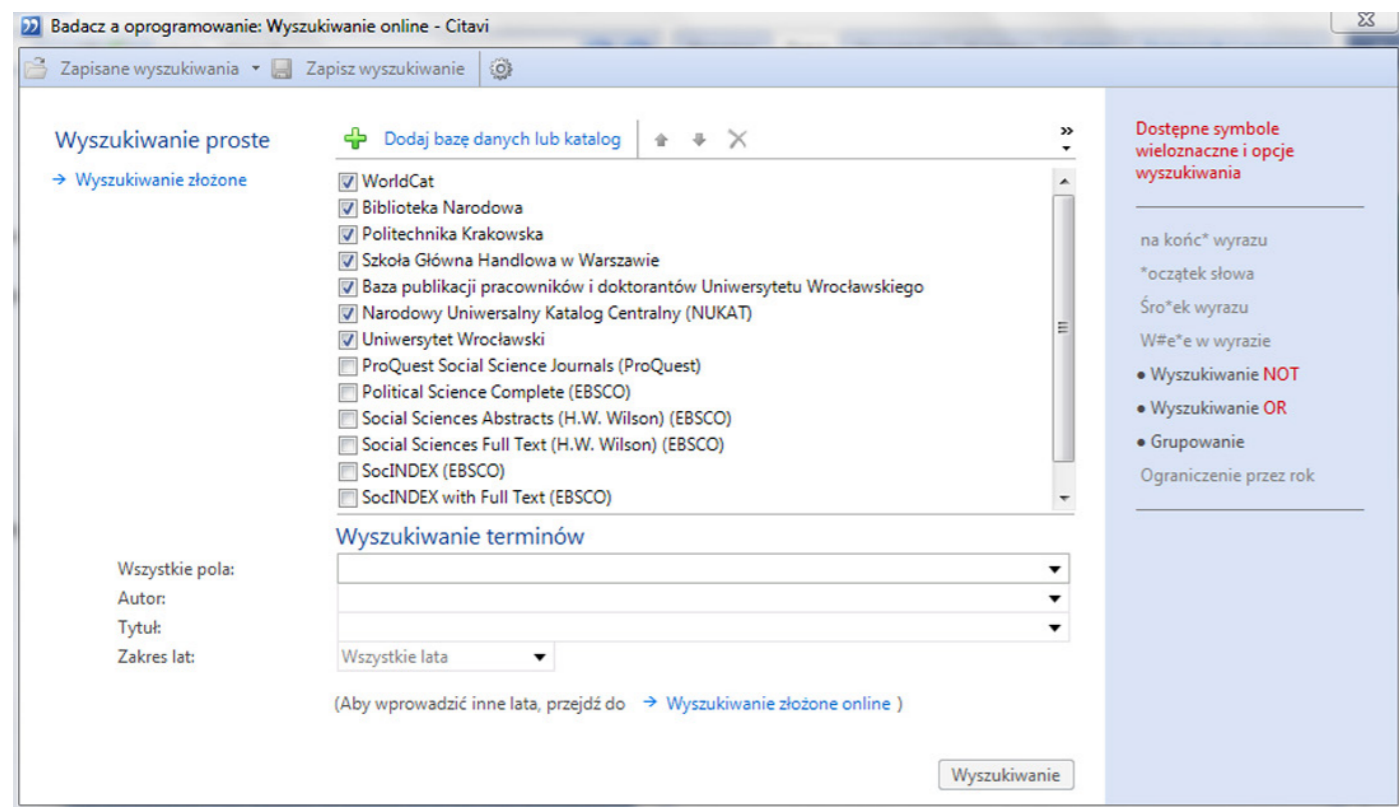 Badacz a oprogramowanie: Wyszukiwanie online - Citavi
Zapisane wyszukiwania
Zapisz wyszukiwanie
Wyszukiwanie proste
→ Wyszukiwanie złożone
Dodaj bazę danych lub katalog
WorldCat
Biblioteka Narodowa
Politechnika Krakowska
Szkoła Główna Handlowa w Warszawie
Baza publikacji pracowników i doktorantów Uniwersytetu Wrocławskiego
Narodowy Uniwersalny Katalog Centralny (NUKAT)
Uniwersytet Wrocławski
ProQuest Social Science Journals (ProQuest)
Political Science Complete (EBSCO)
Social Sciences Abstracts (H.W. Wilson) (EBSCO)
Social Sciences Full Text (H.W. Wilson) (EBSCO)
SocINDEX (EBSCO)
SocINDEX with Full Text (EBSCO)
Wyszukiwanie terminów
Wszystkie pola:
Autor:
Tytuł:
Zakres lat: Wszystkie lata
(Aby wprowadzić inne lata, przejdź do → Wyszukiwanie złożone online )
Wyszukiwanie
Dostępne symbole
wieloznaczne i opcje
wyszukiwania
na końc* wyrazu
*oczątek słowa
Śro*ek wyrazu
W#e*e w wyrazie
• Wyszukiwanie NOT
• Wyszukiwanie OR
• Grupowanie
Ograniczenie przez rok